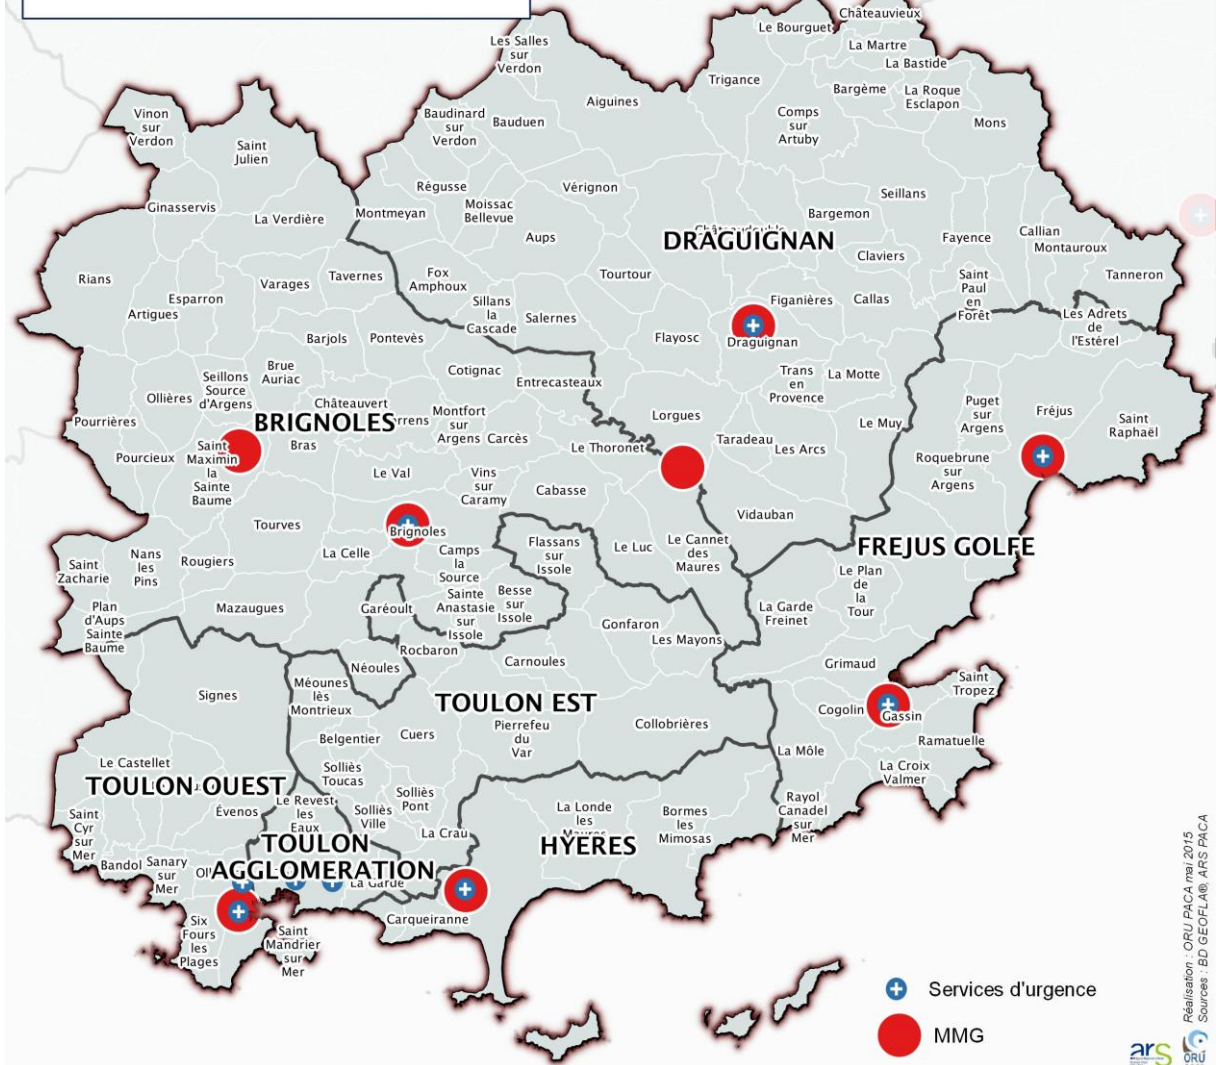 Châteauvieux
Le Bourguet
La Martre
Les Salles
sur
Verdon
La Bastide
Trigance
Bargème
La Roque
Esclapon
Aiguines
Comps
sur
Artuby
Mons
Vinon
sur
Verdon
Baudinard
sur
Verdon
Bauduen
Saint
Julien
Régusse
Vérignon
Seillans
Ginasservis
La Verdière
Montmeyan
Moissac
Bellevue
Bargemon
Aups
DRAGUIGNAN
Fayence
Callian
Montauroux
Claviers
Rians
Varages
Tavernes
Fox
Amphoux
Tourtour
Saint
Paul
en
Forêt
Tanneron
Esparron
Artigues
Sillans
la
Cascade
Salernes
Figanières
Callas
Les Adrets
de
l'Estérel
Barjols
Pontevès
Flayosc
Draguignan
Brue
Auriac
Cotignac
Entrecasteaux
Trans
en
Provence
La Motte
Seillons
Source
d'Argens
Ollières
Châteauvert
Puget
sur
Argens
Fréjus
Pourrières
BRIGNOLES
Montfort
sur
Argens
Carcès
Lorgues
Le Muy
Saint
Raphaël
Bras
Le Thoronet
Taradeau
Les Arcs
Pourcieux
Saint
Maximin
la
Sainte
Baume
Le Val
Vins
sur
Caramy
Cabasse
Roquebrune
sur
Argens
Tourves
Brignoles
Vidauban
Saint
Zacharie
Nans
les
Pins
Rougiers
La Celle
Camps
la
Source
Flassans
sur
Issole
Le Luc
Le Cannet
des
Maures
FREJUS GOLFE
Le Plan
de
la
Tour
Plan
d'Aups
Sainte
Baume
Mazaugues
Garéoult
Sainte
Anastasie
sur
Issole
Besse
sur
Issole
La Garde
Freinet
Gonfaron
Les Mayons
Rocbaron
Néoules
Carnoules
Grimaud
Signes
Méounes
lès
Montrieux
TOULON EST
Saint
Tropez
Cogolin
Gassin
Belgentier
Cuers
Pierrefeu
du
Var
Collobrières
Ramatuelle
Le Castellet
La Môle
La Croix
Valmer
TOULON OUEST
Solliès
Toucas
Solliès
Pont
Rayol
Canadel
sur
Mer
Évenos
Le Revest
les
Eaux
Solliès
Ville
La Londe
les
Maures
Bormes
les
Mimosas
Saint
Cyr
sur
Mer
La Crau
TOULON
AGGLOMERATION
HYERES
Bandol
Sanary
sur
Mer
La Garde
Carqueiranne
Six
Fours
les
Plages
Saint
Mandrier
sur
Mer
Services d'urgence
MMG
Réalisation : ORU PACA mai 2015
Sources : BD GEOFLA®, ARS PACA
ars
ORU